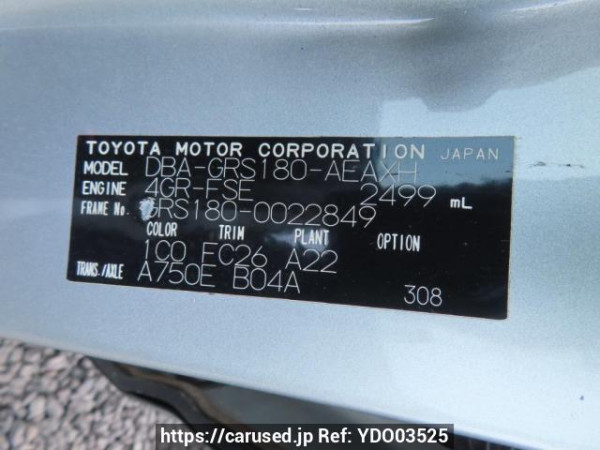 TOYOTA MOTOR CORPORATION JAPAN
MODEL DBA-GRS180-AEAXH
ENGINE 4GR-FSE 2499 mL
FRAME No. GRS180-0022849
COLOR TRIM PLANT OPTION
1C0 FC26 A22
TRANS./AXLE A750E B04A
308
https://carused.jp Ref: YDO03525